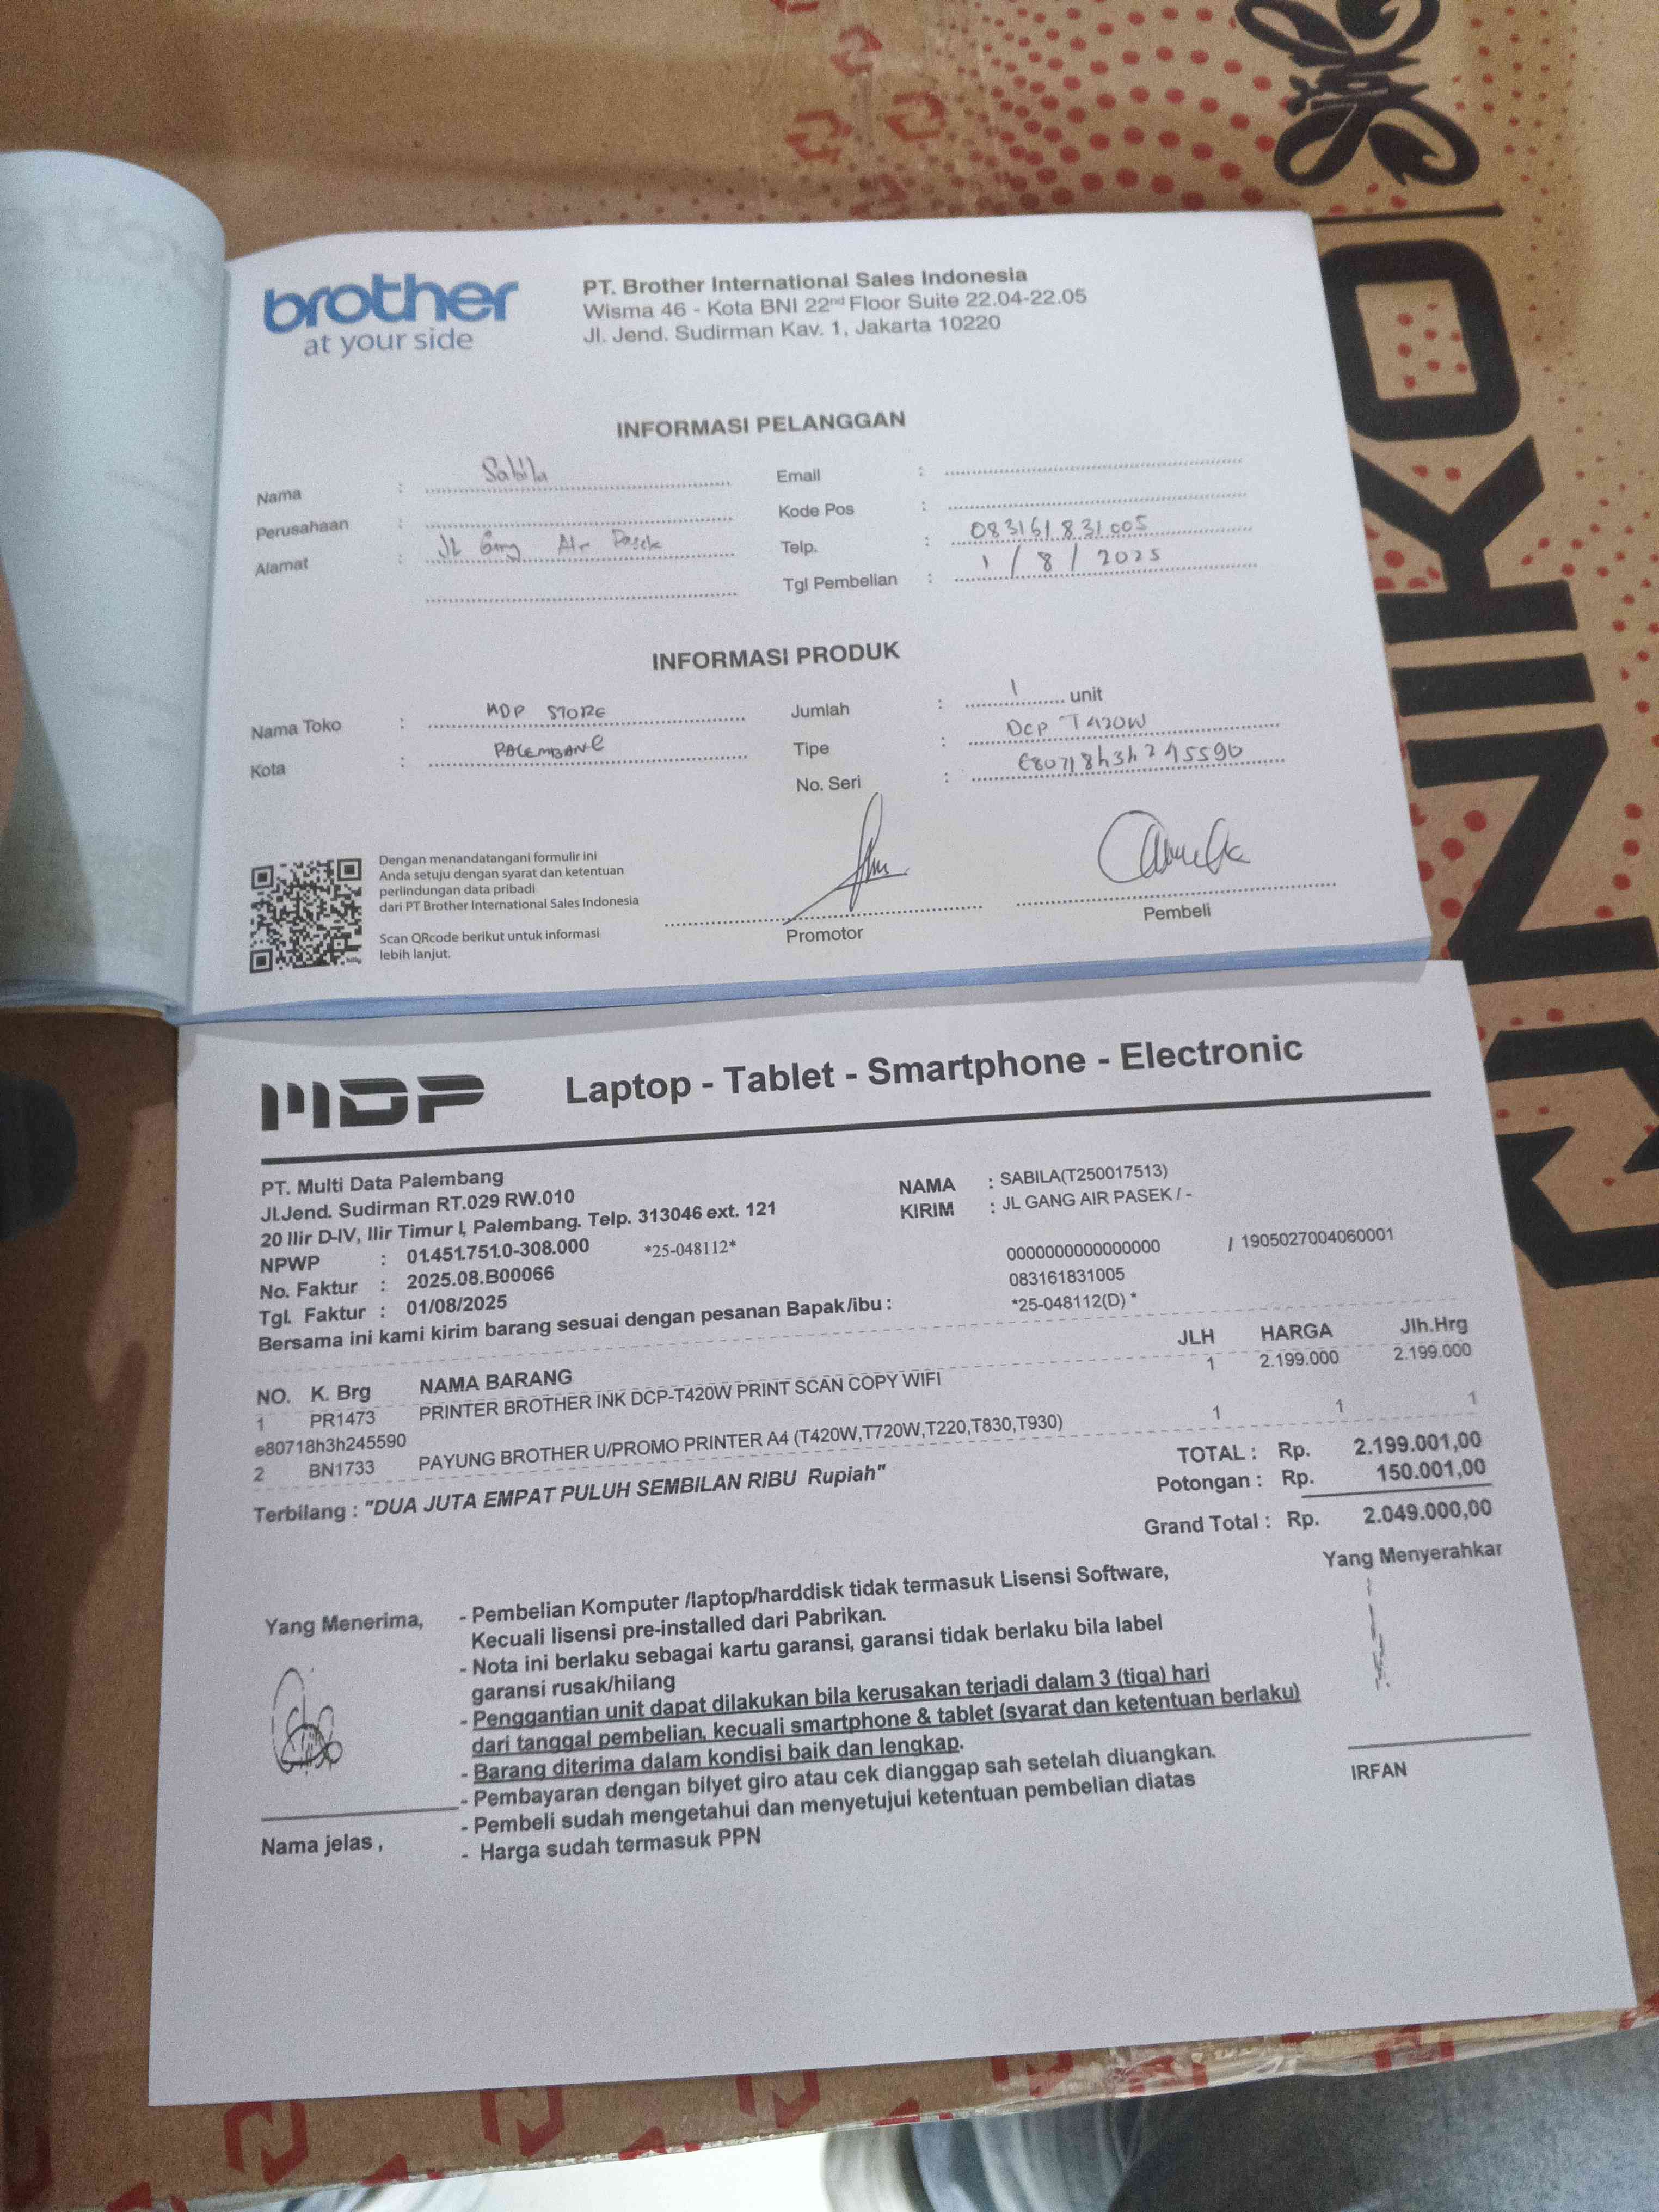 brother
at your side
PT. Brother International Sales Indonesia
Wisma 46 - Kota BNI 22nd Floor Suite 22.04-22.05
Jl. Jend. Sudirman Kav. 1, Jakarta 10220
INFORMASI PELANGGAN
Nama : Sabila
Perusahaan :
Alamat : JL Gang Air Pasek
Email :
Kode Pos :
Telp. : 083161831005
Tgl Pembelian : 1/8/2025
INFORMASI PRODUK
Nama Toko : MDP STORE
Kota : PALEMBANG
Jumlah : 1 unit
Tipe : DCP T420W
No. Seri : E80718h3h245590
Dengan menandatangani formulir ini
Anda setuju dengan syarat dan ketentuan
perlindungan data pribadi
dari PT Brother International Sales Indonesia
Scan QRcode berikut untuk informasi
lebih lanjut.
Promotor
Pembeli
MDP
Laptop - Tablet - Smartphone - Electronic
PT. Multi Data Palembang
Jl.Jend. Sudirman RT.029 RW.010
20 Ilir D-IV, Ilir Timur I, Palembang. Telp. 313046 ext. 121
NPWP : 01.451.751.0-308.000 *25-048112*
No. Faktur : 2025.08.B00066
Tgl. Faktur : 01/08/2025
Bersama ini kami kirim barang sesuai dengan pesanan Bapak/ibu :
NAMA : SABILA(T250017513)
KIRIM : JL GANG AIR PASEK / -
0000000000000000 / 1905027004060001
083161831005
*25-048112(D) *
NO. K. Brg NAMA BARANG JLH HARGA Jlh.Hrg
1 PR1473 PRINTER BROTHER INK DCP-T420W PRINT SCAN COPY WIFI 1 2.199.000 2.199.000
e80718h3h245590
2 BN1733 PAYUNG BROTHER U/PROMO PRINTER A4 (T420W,T720W,T220,T830,T930) 1 1 1
Terbilang : "DUA JUTA EMPAT PULUH SEMBILAN RIBU Rupiah"
TOTAL : Rp. 2.199.001,00
Potongan : Rp. 150.001,00
Grand Total : Rp. 2.049.000,00
Yang Menerima,
Yang Menyerahkar
- Pembelian Komputer /laptop/harddisk tidak termasuk Lisensi Software,
Kecuali lisensi pre-installed dari Pabrikan.
- Nota ini berlaku sebagai kartu garansi, garansi tidak berlaku bila label
garansi rusak/hilang
- Penggantian unit dapat dilakukan bila kerusakan terjadi dalam 3 (tiga) hari
dari tanggal pembelian, kecuali smartphone & tablet (syarat dan ketentuan berlaku)
- Barang diterima dalam kondisi baik dan lengkap.
- Pembayaran dengan bilyet giro atau cek dianggap sah setelah diuangkan.
- Pembeli sudah mengetahui dan menyetujui ketentuan pembelian diatas
- Harga sudah termasuk PPN
Nama jelas ,
IRFAN